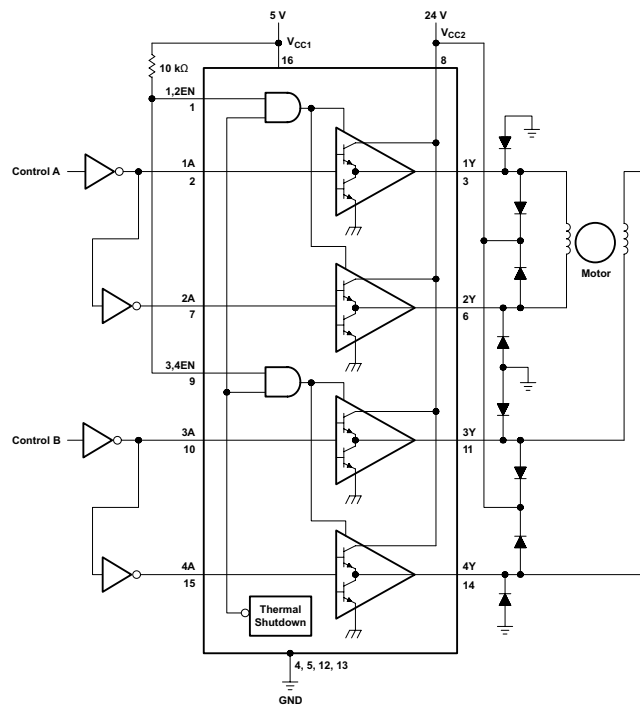 5 V
24 V
VCC1
VCC2
16
8
10 kΩ
1,2EN
1
Control A
1A
2
1Y
3
Motor
2A
7
2Y
6
3,4EN
9
Control B
3A
10
3Y
11
4A
15
4Y
14
Thermal
Shutdown
4, 5, 12, 13
GND